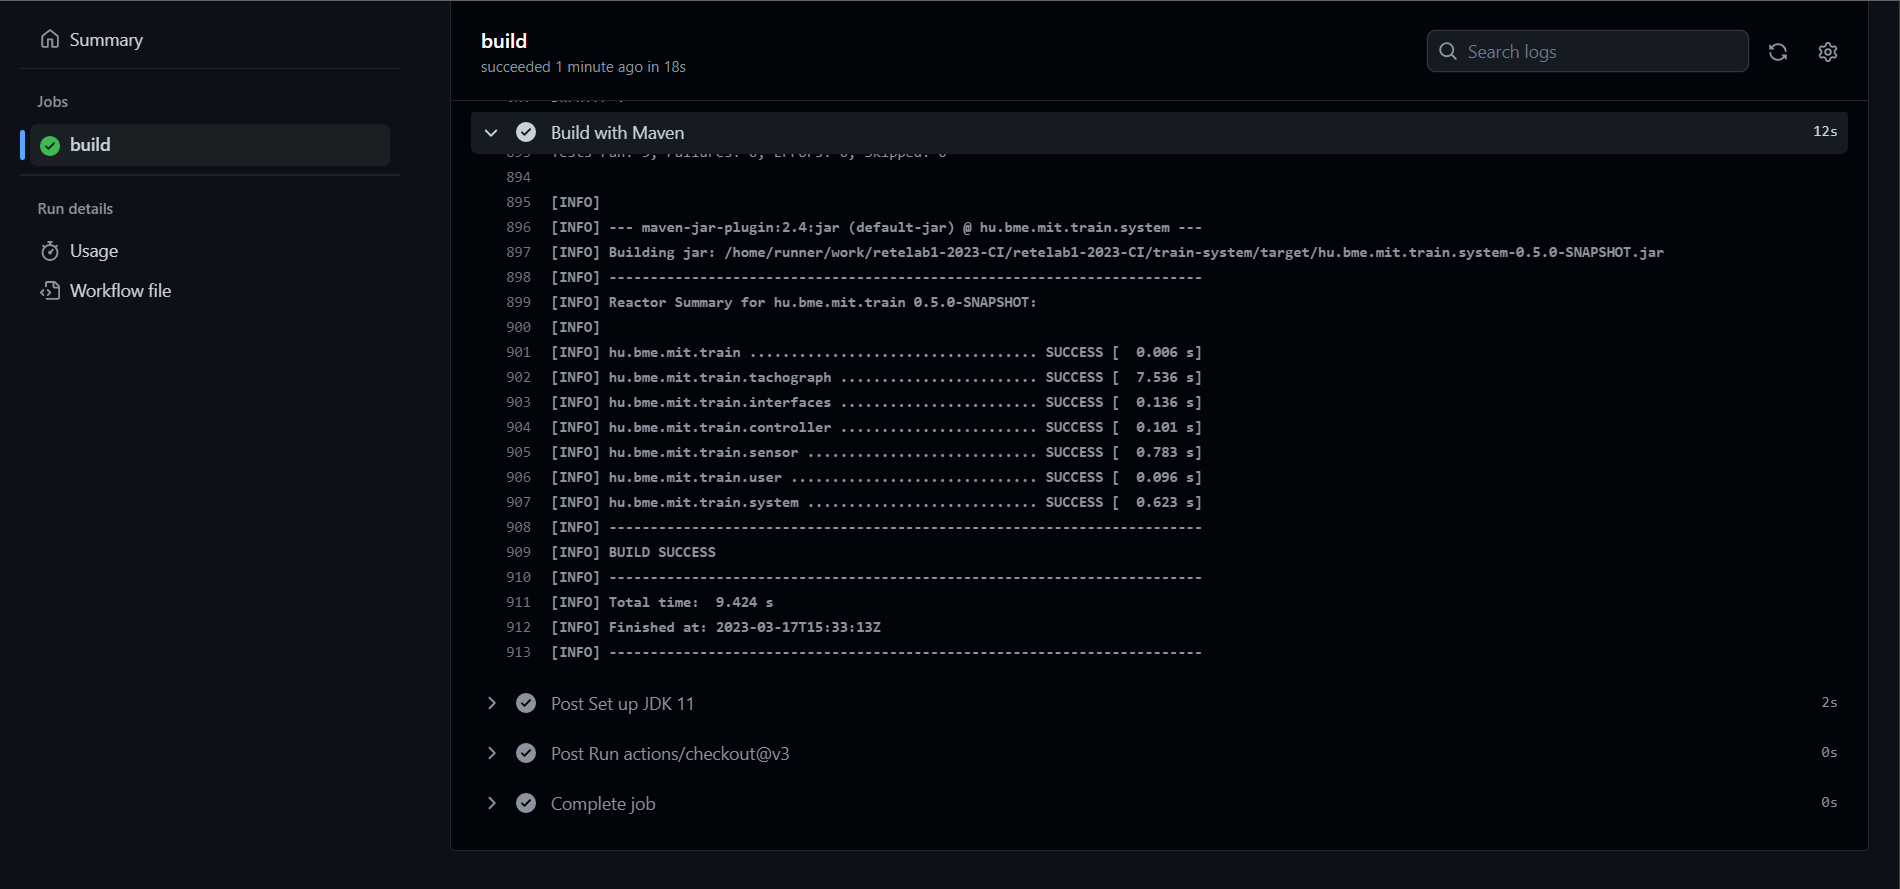 Summary
Jobs
build
Run details
Usage
Workflow file
build
succeeded 1 minute ago in 18s
Search logs
Build with Maven 12s
894
895 [INFO]
896 [INFO] --- maven-jar-plugin:2.4:jar (default-jar) @ hu.bme.mit.train.system ---
897 [INFO] Building jar: /home/runner/work/retelab1-2023-CI/retelab1-2023-CI/train-system/target/hu.bme.mit.train.system-0.5.0-SNAPSHOT.jar
898 [INFO] ------------------------------------------------------------------------
899 [INFO] Reactor Summary for hu.bme.mit.train 0.5.0-SNAPSHOT:
900 [INFO]
901 [INFO] hu.bme.mit.train ................................... SUCCESS [  0.006 s]
902 [INFO] hu.bme.mit.train.tachograph ........................ SUCCESS [  7.536 s]
903 [INFO] hu.bme.mit.train.interfaces ........................ SUCCESS [  0.136 s]
904 [INFO] hu.bme.mit.train.controller ........................ SUCCESS [  0.101 s]
905 [INFO] hu.bme.mit.train.sensor ............................ SUCCESS [  0.783 s]
906 [INFO] hu.bme.mit.train.user .............................. SUCCESS [  0.096 s]
907 [INFO] hu.bme.mit.train.system ............................ SUCCESS [  0.623 s]
908 [INFO] ------------------------------------------------------------------------
909 [INFO] BUILD SUCCESS
910 [INFO] ------------------------------------------------------------------------
911 [INFO] Total time:  9.424 s
912 [INFO] Finished at: 2023-03-17T15:33:13Z
913 [INFO] ------------------------------------------------------------------------
Post Set up JDK 11 2s
Post Run actions/checkout@v3 0s
Complete job 0s